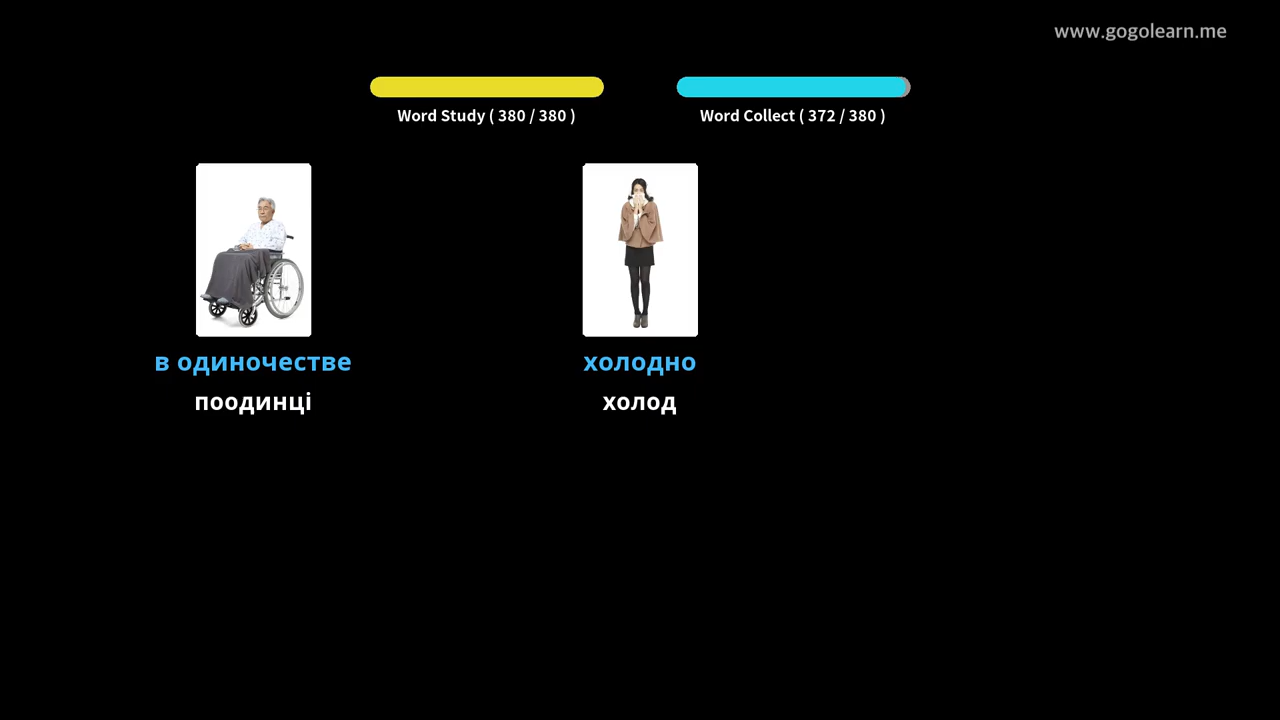 www.gogolearn.me
Word Study ( 380 / 380 )
Word Collect ( 372 / 380 )
в одиночестве
холодно
поодинці
холод